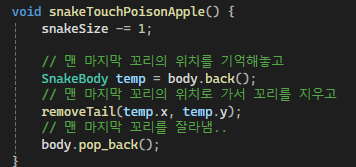 void snakeTouchPoisonApple() {
snakeSize -= 1;
// 맨 마지막 꼬리의 위치를 기억해놓고
SnakeBody temp = body.back();
// 맨 마지막 꼬리의 위치로 가서 꼬리를 지우고
removeTail(temp.x, temp.y);
// 맨 마지막 꼬리를 잘라냄..
body.pop_back();
}